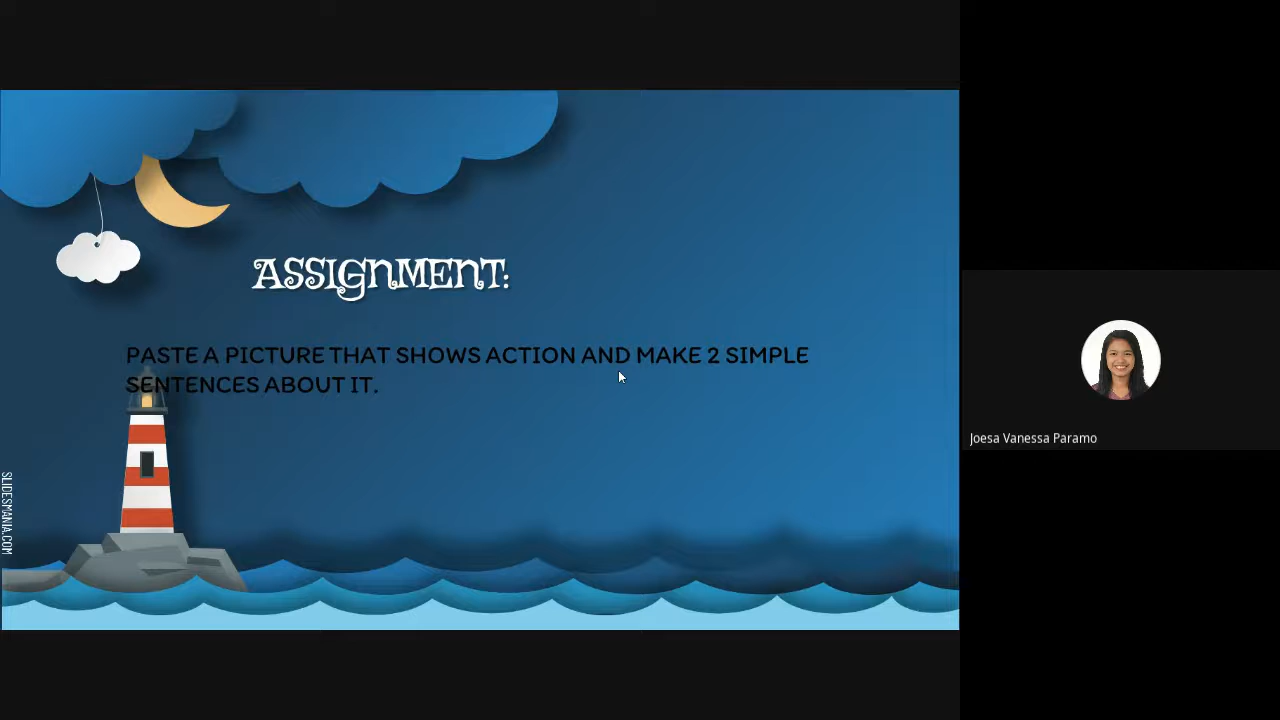 ASSIGNMENT:
PASTE A PICTURE THAT SHOWS ACTION AND MAKE 2 SIMPLE
SENTENCES ABOUT IT.
SLIDESMANIA.COM
Joesa Vanessa Paramo